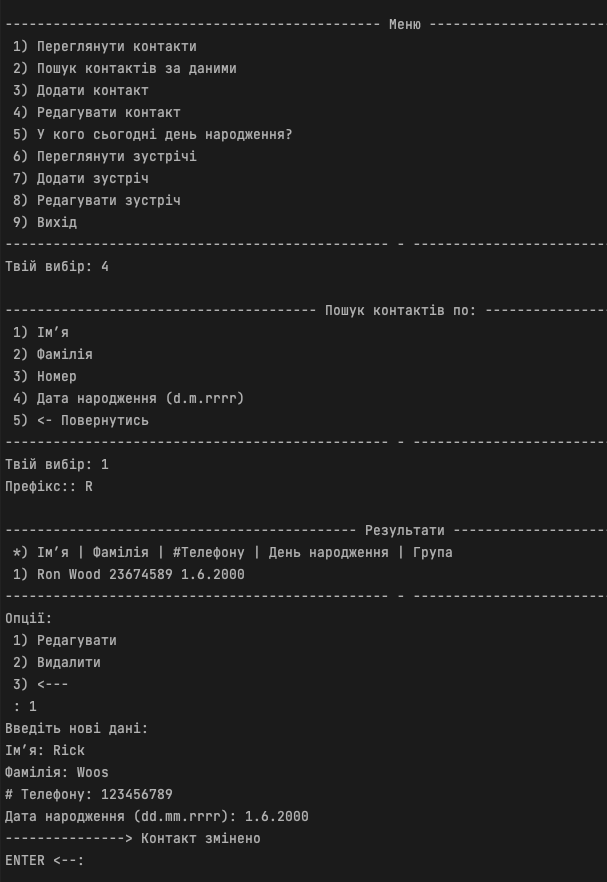 ----------------------------------------------- Меню ----------------------
1) Переглянути контакти
2) Пошук контактів за даними
3) Додати контакт
4) Редагувати контакт
5) У кого сьогодні день народження?
6) Переглянути зустрічі
7) Додати зустріч
8) Редагувати зустріч
9) Вихід
------------------------------------------------ - ------------------------
Твій вибір: 4
--------------------------------------- Пошук контактів по: ---------------
1) Ім’я
2) Фамілія
3) Номер
4) Дата народження (d.m.rrrr)
5) <- Повернутись
------------------------------------------------ - ------------------------
Твій вибір: 1
Префікс:: R
-------------------------------------------- Результати -------------------
*) Ім’я | Фамілія | #Телефону | День народження | Група
1) Ron Wood 23674589 1.6.2000
------------------------------------------------ - ------------------------
Опції:
1) Редагувати
2) Видалити
3) <---
: 1
Введіть нові дані:
Ім’я: Rick
Фамілія: Woos
# Телефону: 123456789
Дата народження (dd.mm.rrrr): 1.6.2000
---------------> Контакт змінено
ENTER <--: